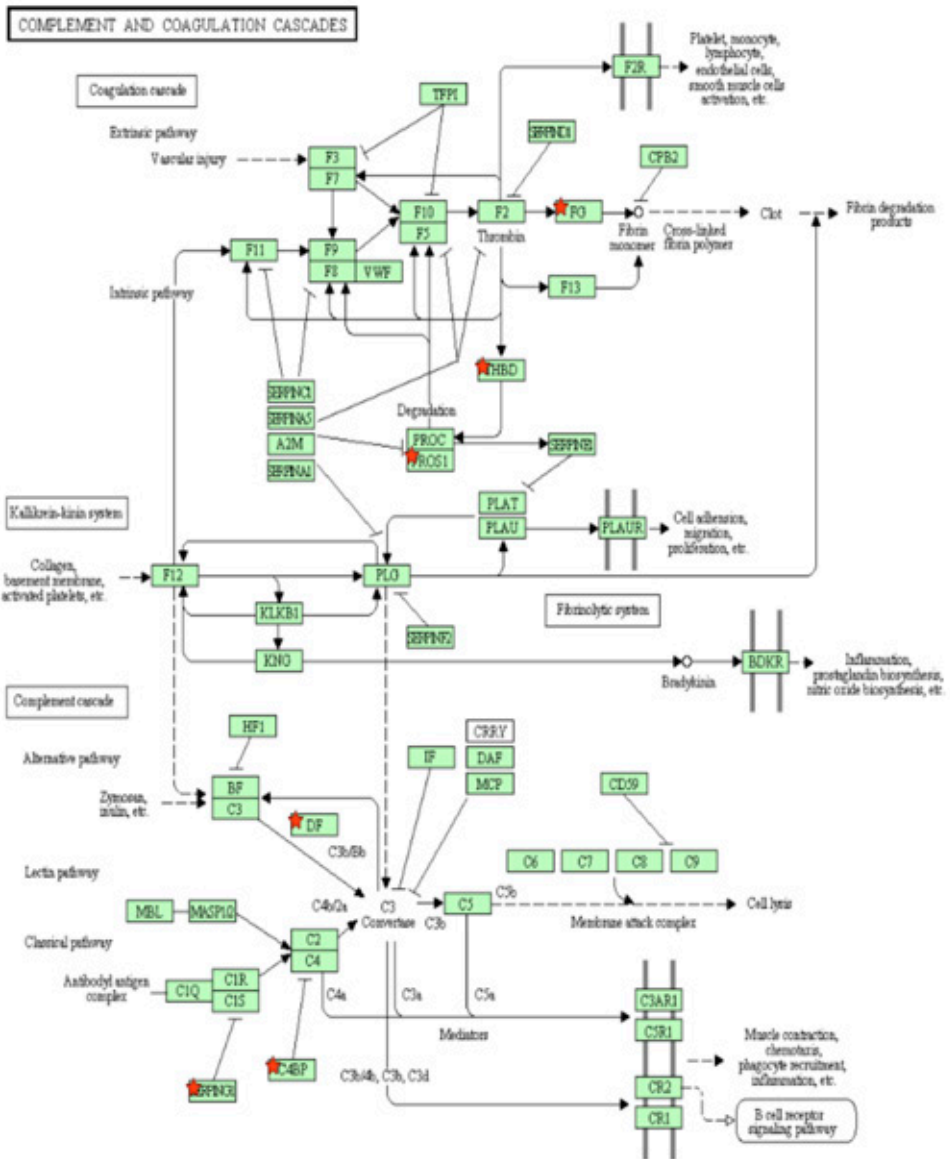 COMPLEMENT AND COAGULATION CASCADES
Platelet, monocyte,
lymphocyte,
endothelial cells,
smooth muscle cells
activation, etc.
F2R
Coagulation cascade
TFPI
SERPIND1
Extrinsic pathway
Vascular injury
F3
F7
CPB2
F10
F5
F2
Thrombin
FG
Fibrin
monomer
Cross-linked
fibrin polymer
Clot
Fibrin degradation
products
F11
F9
F8
VWF
F13
Intrinsic pathway
THBD
SERPINC1
SERPINA5
A2M
SERPINA1
Degradation
PROC
PROS1
SERPINE1
PLAT
PLAU
PLAUR
Cell adhesion,
migration,
proliferation, etc.
Kallikrein-kinin system
Collagen,
basement membrane,
activated platelets, etc.
F12
PLG
KLKB1
SERPINF2
Fibrinolytic system
KNG
Bradykinin
BDKR
Inflammation,
prostaglandin biosynthesis,
nitric oxide biosynthesis, etc.
Complement cascade
HF1
Alternative pathway
IF
CRRY
DAF
MCP
CD59
Zymosan,
inulin, etc.
BF
C3
DF
C3b/Bb
C6
C7
C8
C9
Lectin pathway
C4b/2a
C3
Convertase
C3b
C5
C5b
Membrane attack complex
Cell lysis
MBL
MASP1/2
C2
C4
Classical pathway
Antibodyl antigen
complex
C1Q
C1R
C1S
C4a
C3a
C5a
Mediators
C3AR1
C5R1
Muscle contraction,
chemotaxis,
phagocyte recruitment,
inflammation, etc.
SERPING1
C4BP
C3b/4b, C3b, C3d
CR2
CR1
B cell receptor
signaling pathway